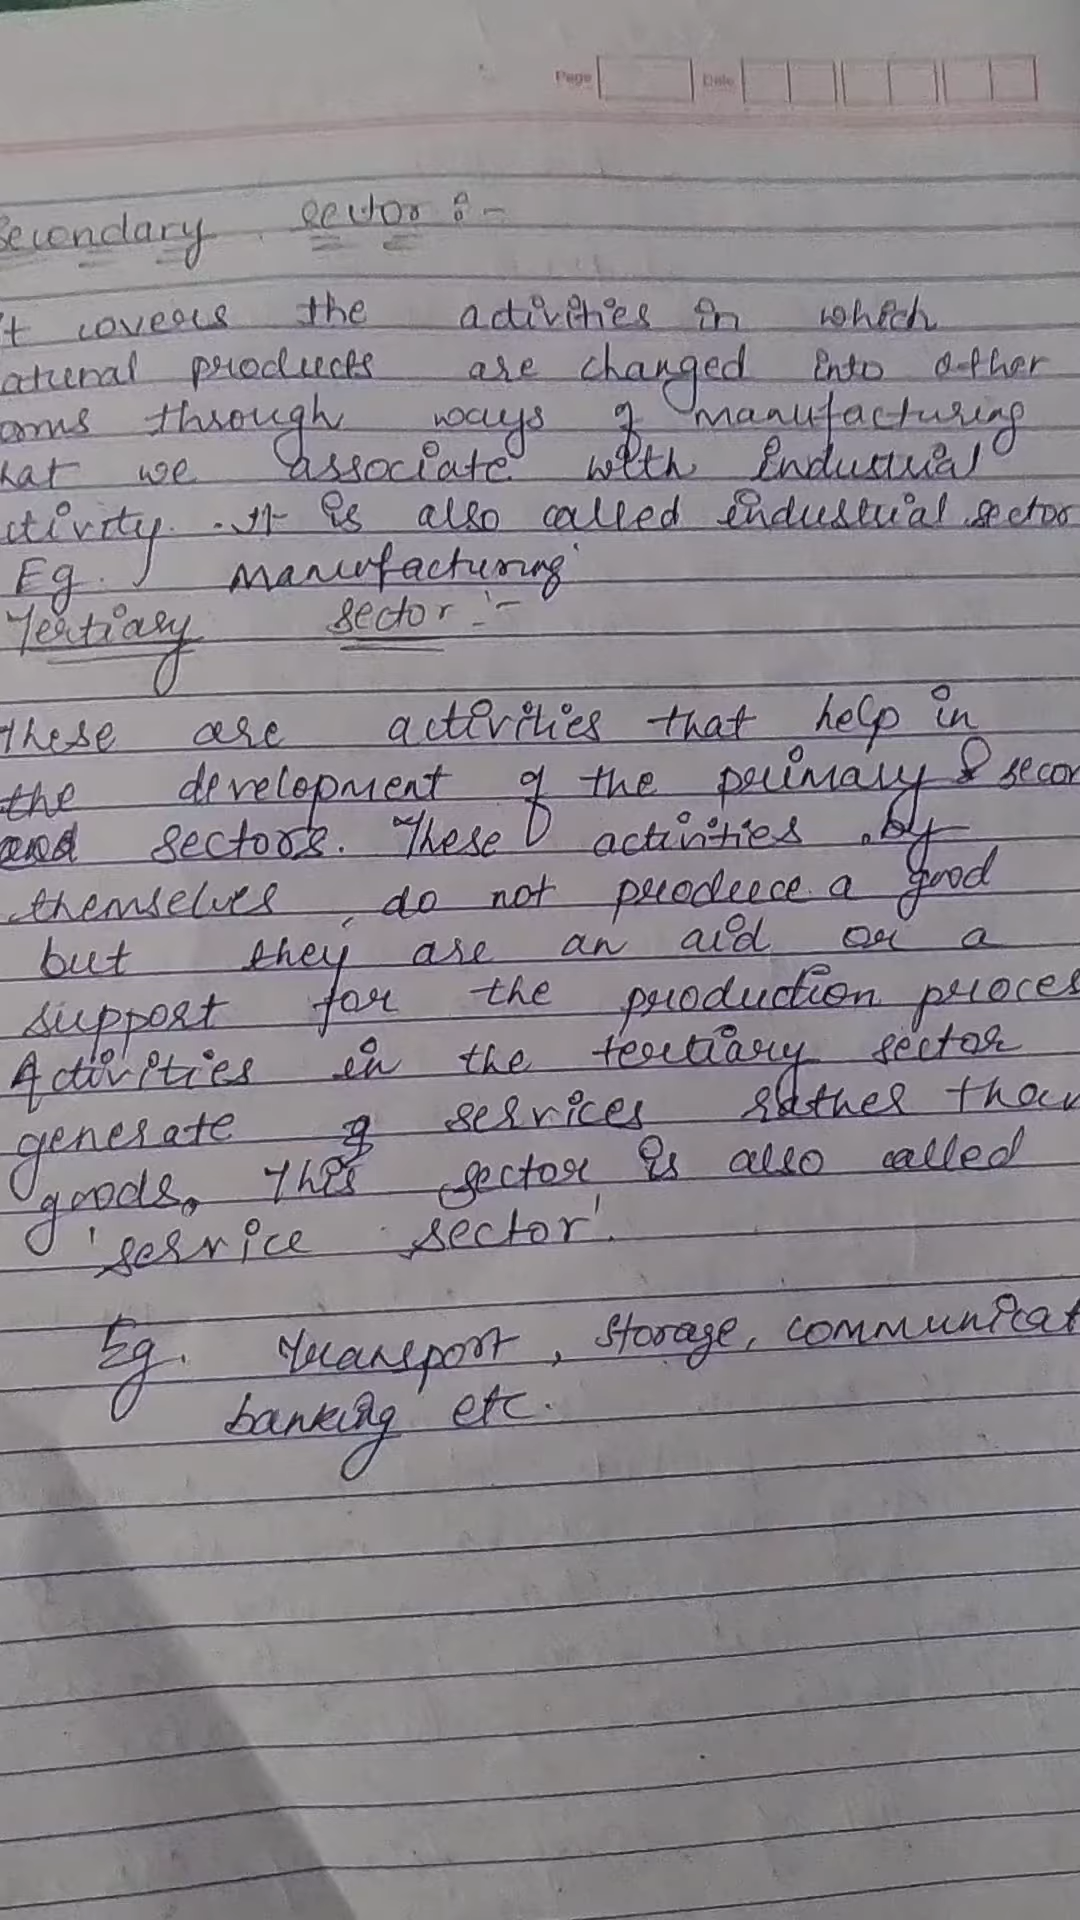 Page Date
Secondary sector :-
It covers the activities in which
atural products are changed into other
orms through ways of manufacturing
hat we associate with industrial
ctivity. It is also called industrial sector
Eg. Manufacturing
Tertiary sector :-
These are activities that help in
the development of the primary & secon
sectors. These activities by
themselves, do not produce a good
but they are an aid or a
support for the production proces
Activities in the tertiary sector
generate services rather than
goods. This sector is also called
'service sector'.
Eg. Transport, storage, communicat
banking etc.